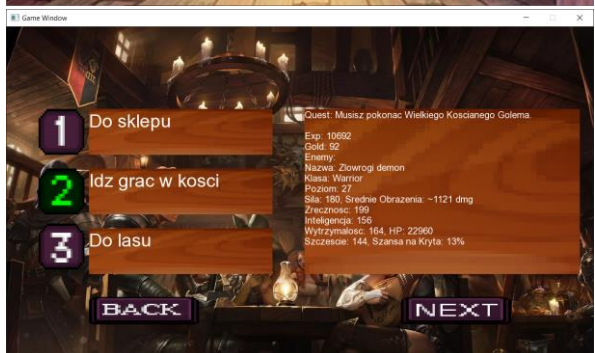 Game Window
1
Do sklepu
2
Idz grac w kosci
3
Do lasu
Quest: Musisz pokonac Wielkiego Koscianego Golema.
Exp: 10692
Gold: 92
Enemy:
Nazwa: Zlowrogi demon
Klasa: Warrior
Poziom: 27
Sila: 180, Srednie Obrazenia: ~1121 dmg
Zrecznosc: 199
Inteligencja: 156
Wytrzymalosc: 164, HP: 22960
Szczescie: 144, Szansa na Kryta: 13%
BACK
NEXT